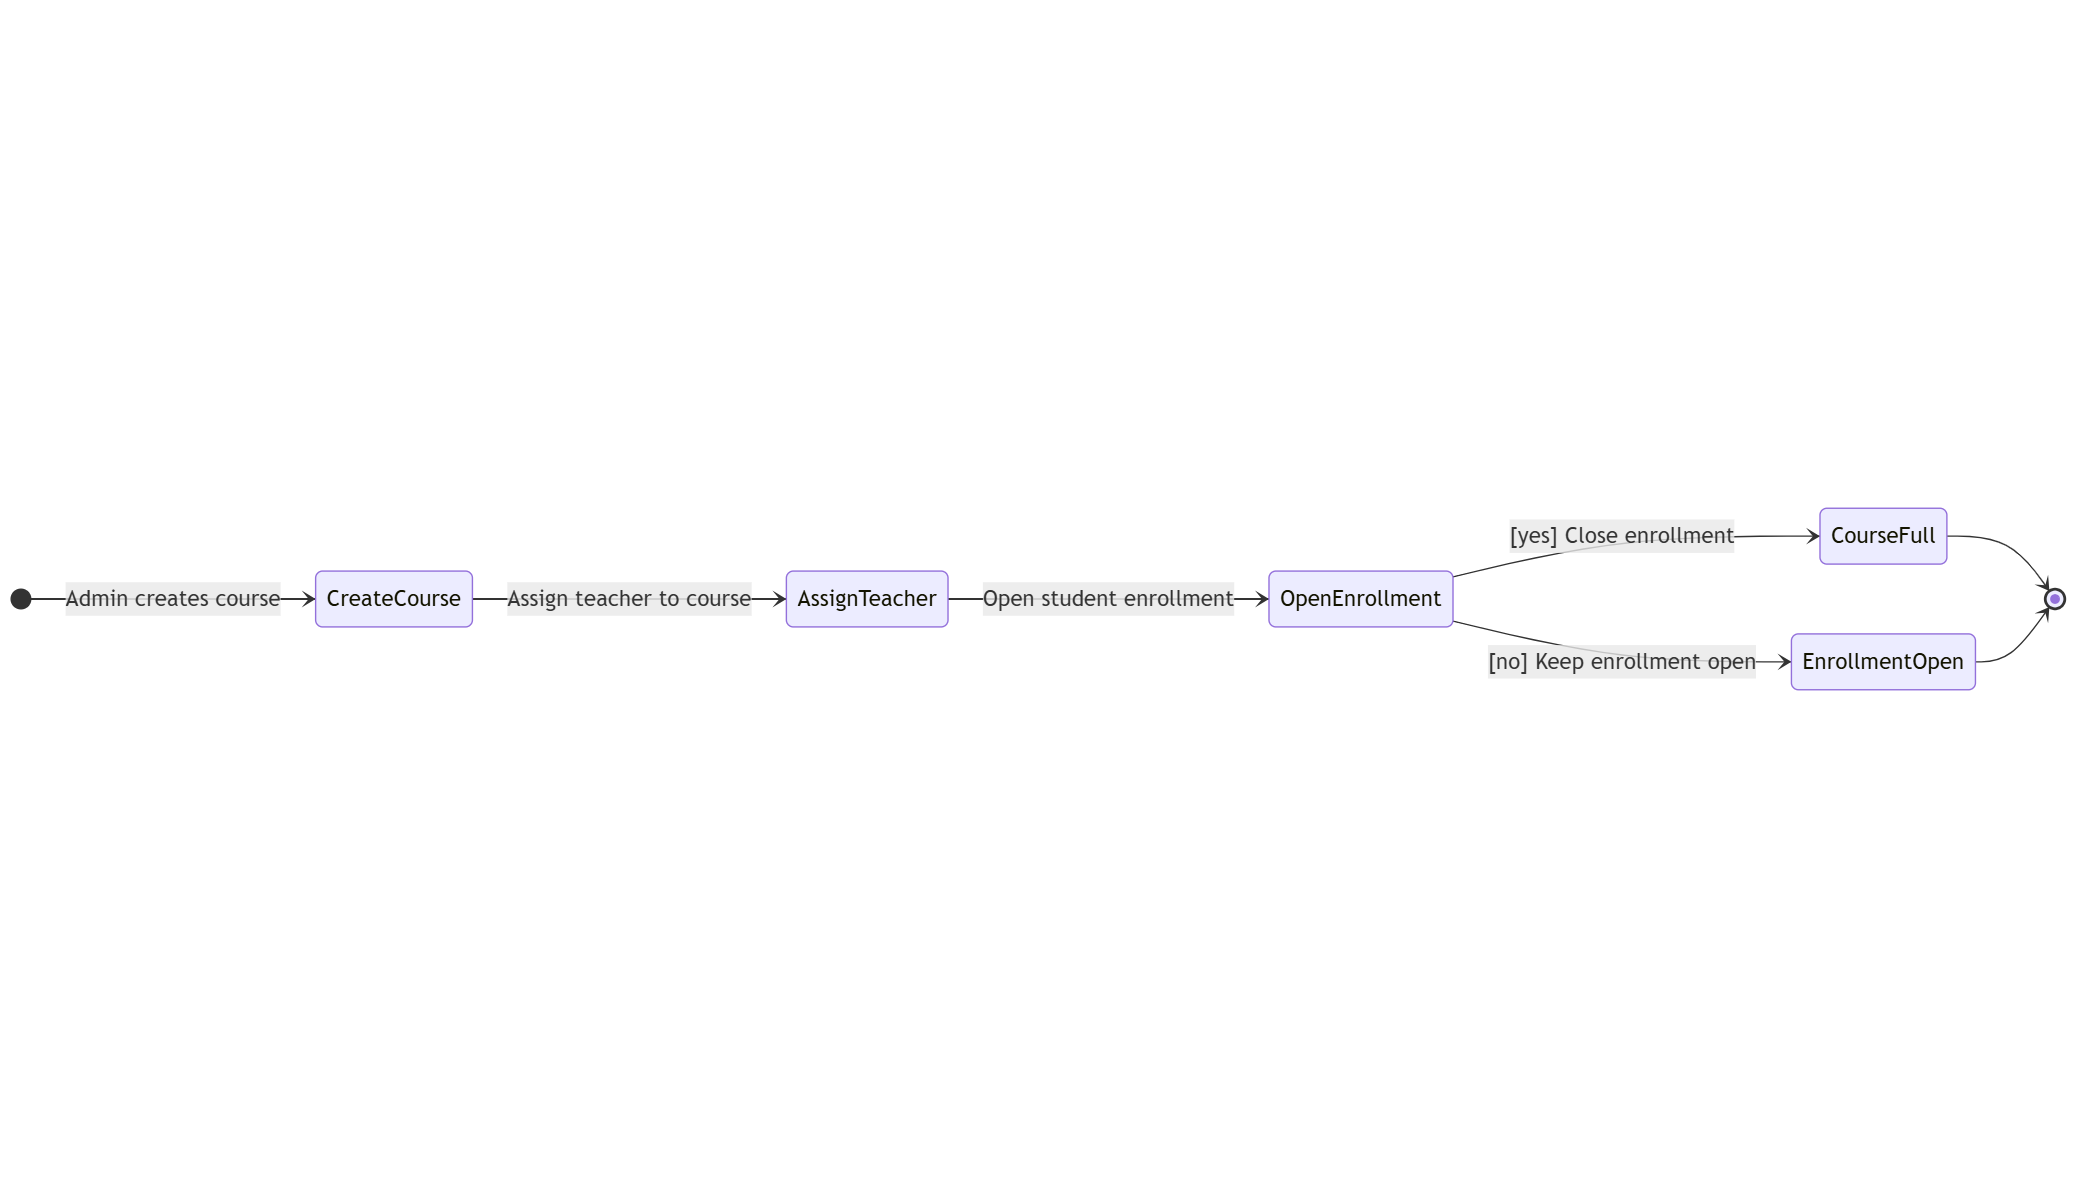 Admin creates course
CreateCourse
Assign teacher to course
AssignTeacher
Open student enrollment
OpenEnrollment
[yes] Close enrollment
CourseFull
[no] Keep enrollment open
EnrollmentOpen